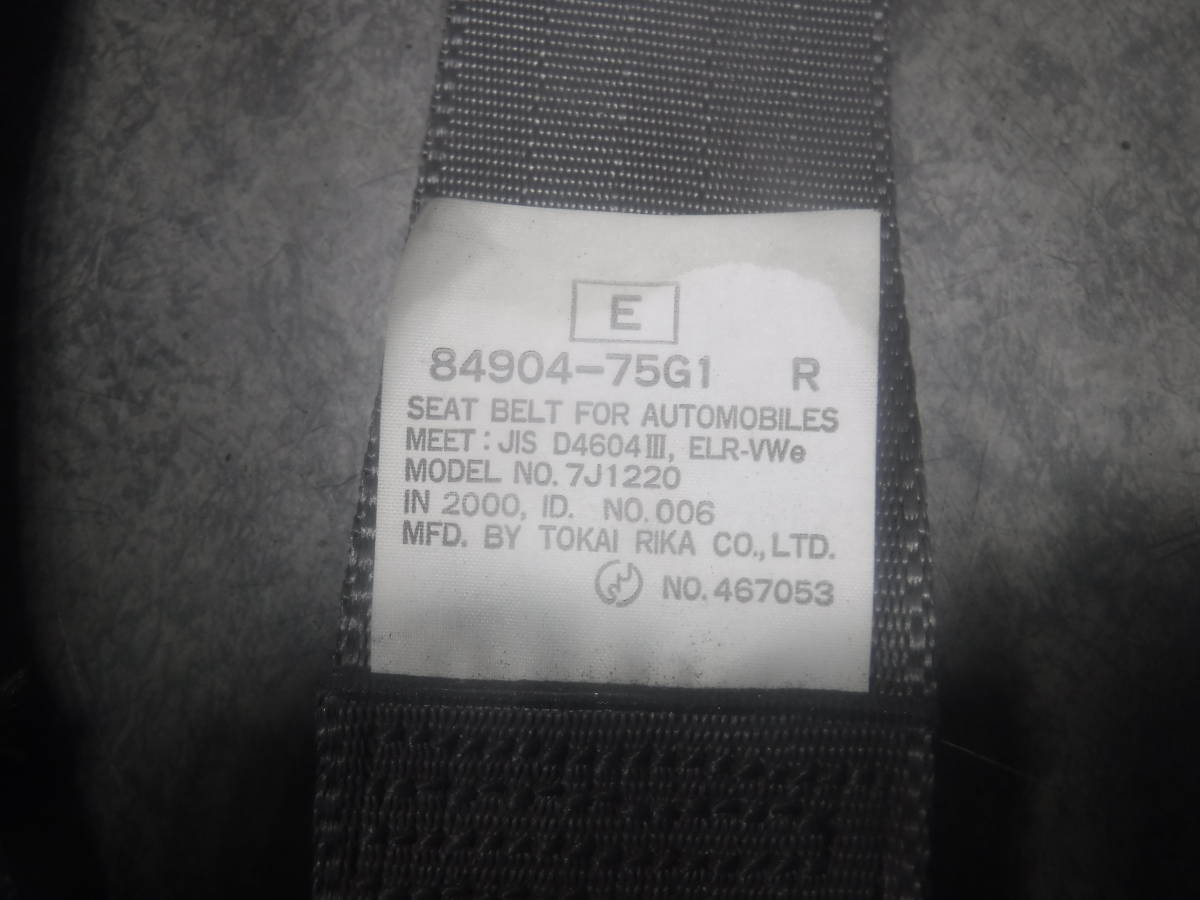 E
84904-75G1 R
SEAT BELT FOR AUTOMOBILES
MEET: JIS D4604Ⅲ, ELR-VWe
MODEL NO. 7J1220
IN 2000, ID. NO. 006
MFD. BY TOKAI RIKA CO., LTD.
NO. 467053